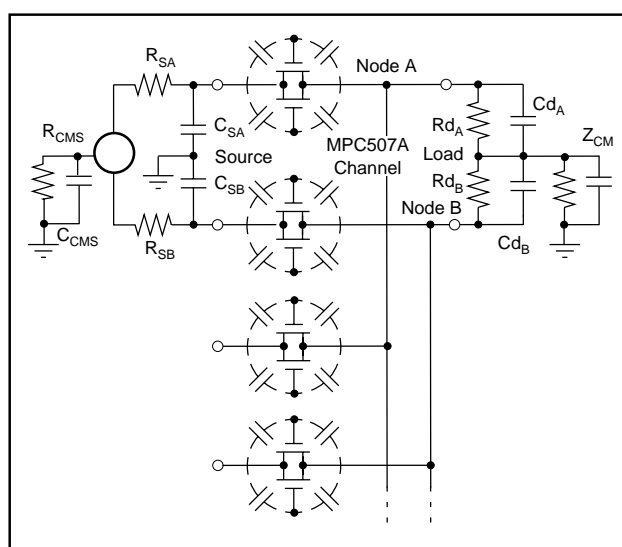 R_SA
Node A
Cd_A
R_CMS
C_SA
Rd_A
MPC507A
Channel
Z_CM
Source
Load
C_SB
Rd_B
Node B
C_CMS
R_SB
Cd_B